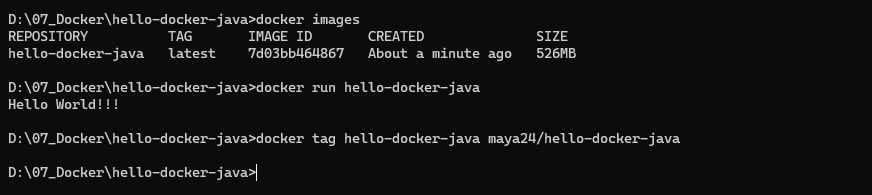 D:\07_Docker\hello-docker-java>docker images
REPOSITORY          TAG       IMAGE ID       CREATED              SIZE
hello-docker-java   latest    7d03bb464867   About a minute ago   526MB
D:\07_Docker\hello-docker-java>docker run hello-docker-java
Hello World!!!
D:\07_Docker\hello-docker-java>docker tag hello-docker-java maya24/hello-docker-java
D:\07_Docker\hello-docker-java>